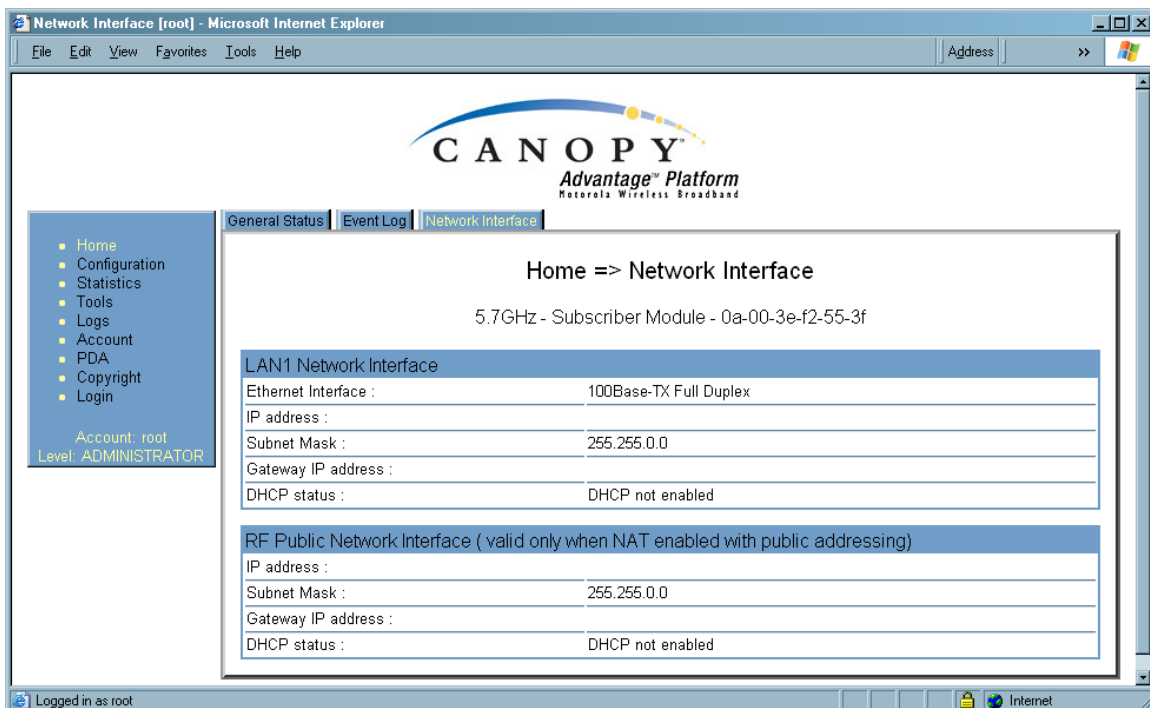 Network Interface [root] - Microsoft Internet Explorer
File Edit View Favorites Tools Help Address »
CANOPY™
Advantage™ Platform
Motorola Wireless Broadband
General Status Event Log Network Interface
Home
Configuration
Statistics
Tools
Logs
Account
PDA
Copyright
Login
Account: root
Level: ADMINISTRATOR
Home => Network Interface
5.7GHz - Subscriber Module - 0a-00-3e-f2-55-3f
LAN1 Network Interface
Ethernet Interface : 100Base-TX Full Duplex
IP address :
Subnet Mask : 255.255.0.0
Gateway IP address :
DHCP status : DHCP not enabled
RF Public Network Interface ( valid only when NAT enabled with public addressing)
IP address :
Subnet Mask : 255.255.0.0
Gateway IP address :
DHCP status : DHCP not enabled
Logged in as root Internet